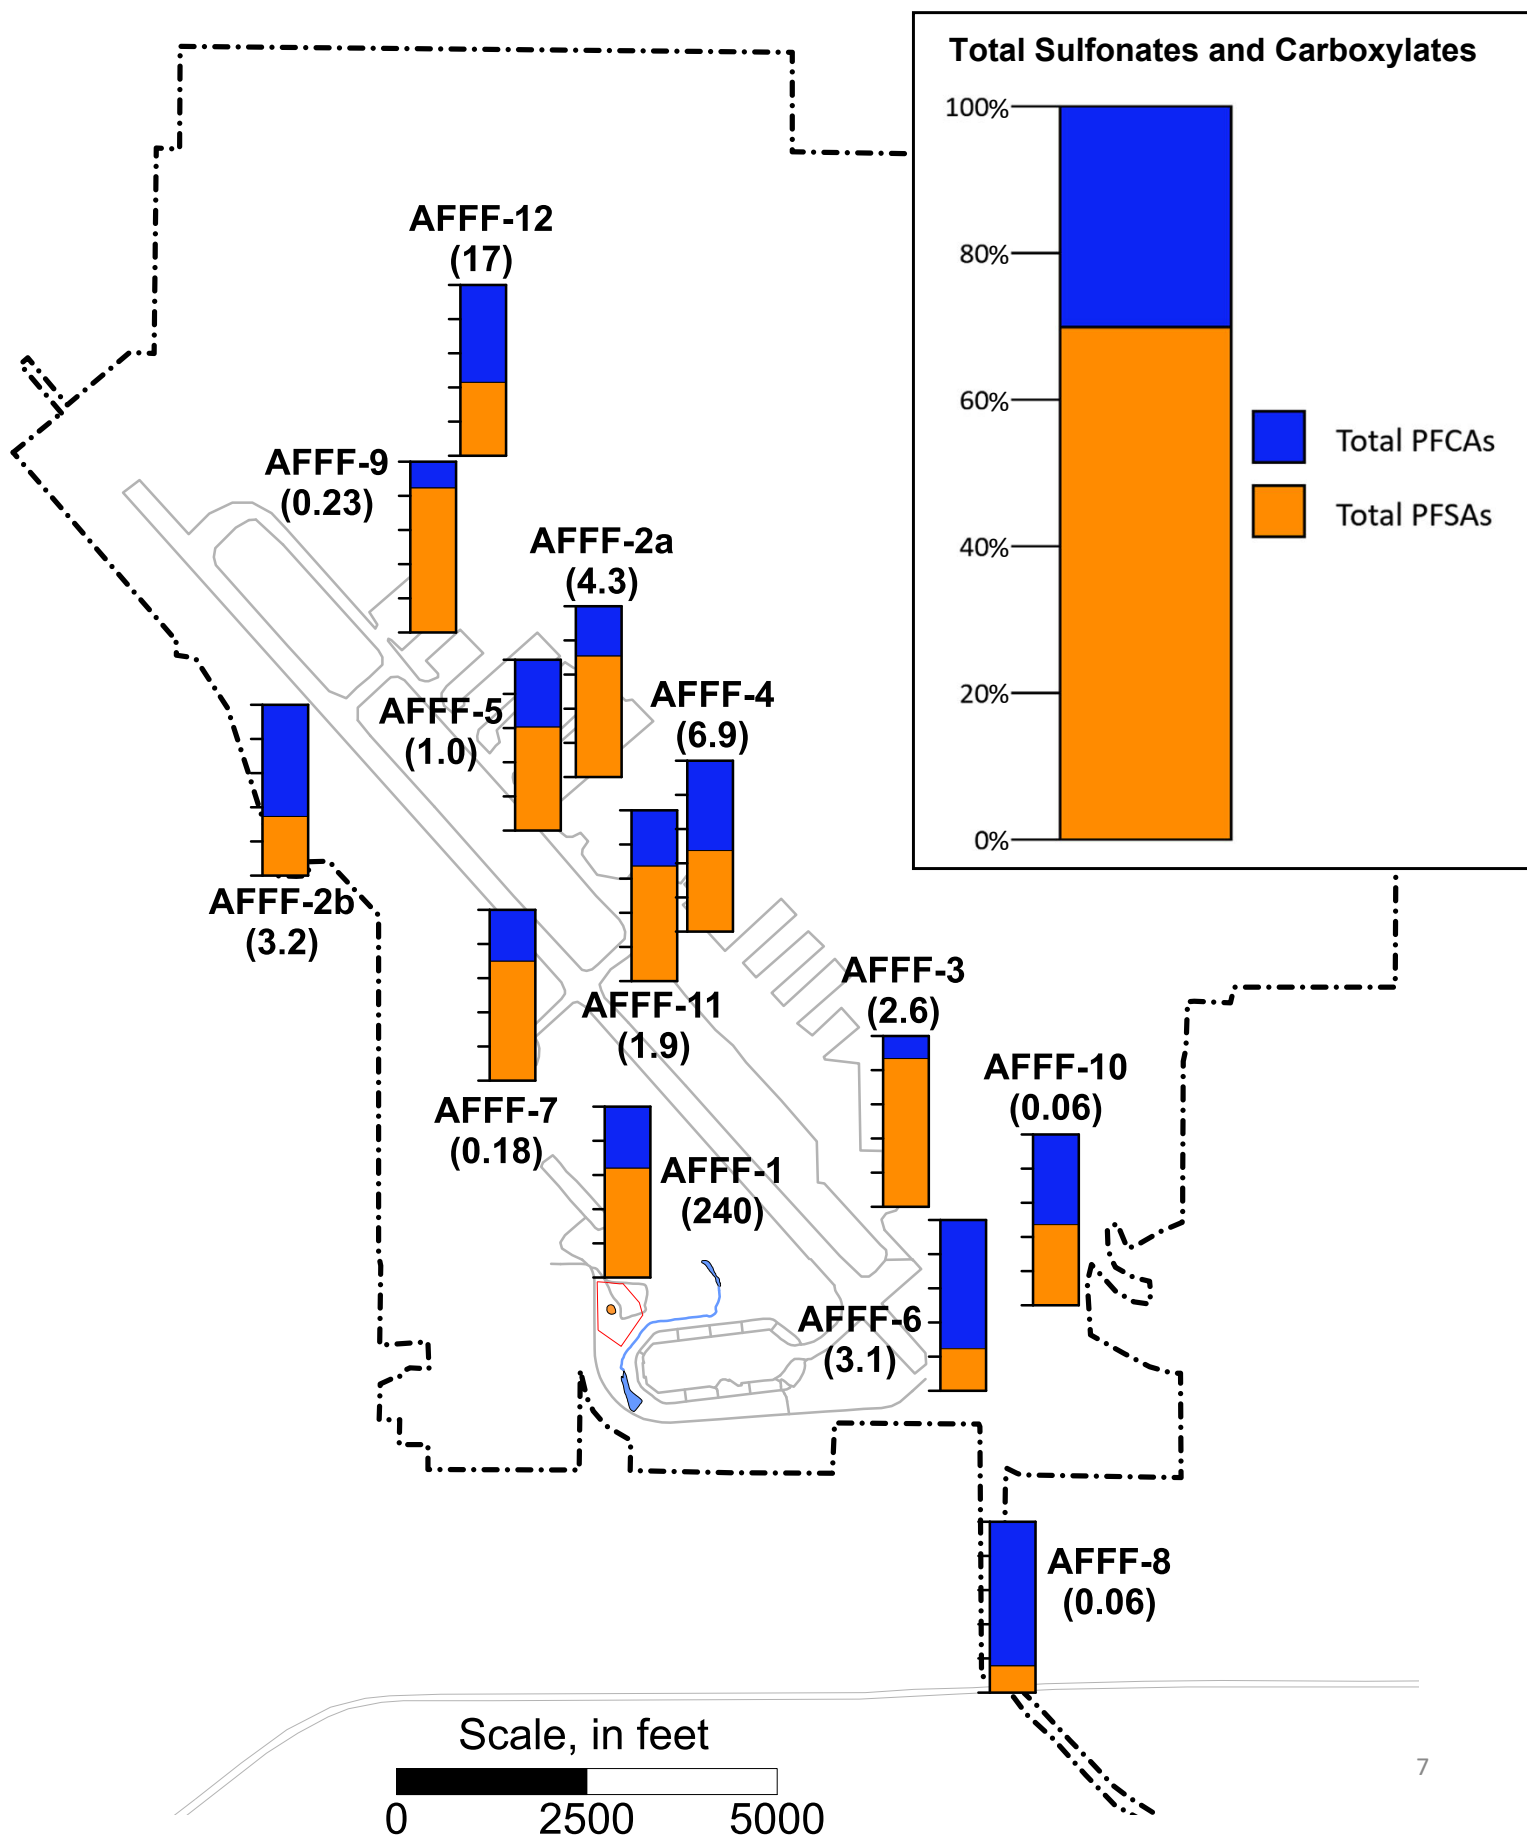 Total Sulfonates and Carboxylates
100%
80%
60%
40%
20%
0%
Total PFCAs
Total PFSAs
AFFF-12
(17)
AFFF-9
(0.23)
AFFF-2a
(4.3)
AFFF-5
(1.0)
AFFF-4
(6.9)
AFFF-2b
(3.2)
AFFF-11
(1.9)
AFFF-3
(2.6)
AFFF-10
(0.06)
AFFF-7
(0.18)
AFFF-1
(240)
AFFF-6
(3.1)
AFFF-8
(0.06)
Scale, in feet
0 2500 5000
7